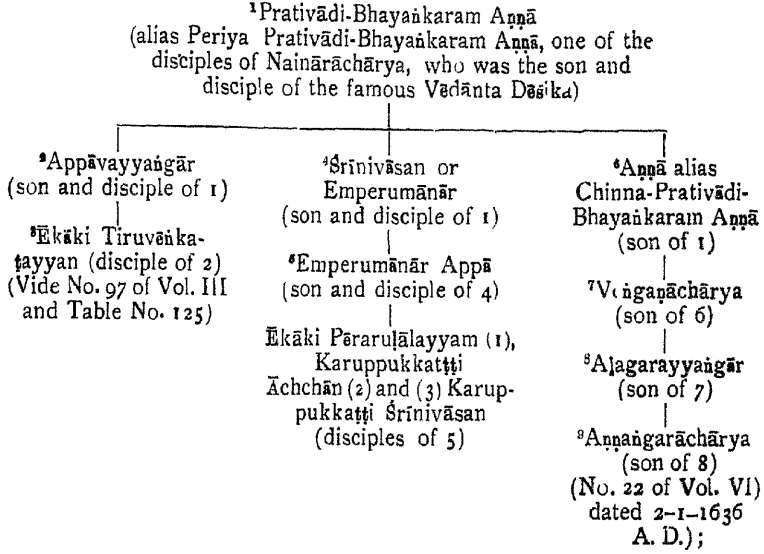 ¹Prativādi-Bhayaṅkaram Aṇṇā
(alias Periya Prativādi-Bhayaṅkaram Aṇṇā, one of the
disciples of Nainārāchārya, who was the son and
disciple of the famous Vēdānta Dēśika)
²Appāvayyaṅgār
(son and disciple of 1)
³Ēkāki Tiruvēṅka-
ṭayyan (disciple of 2)
(Vide No. 97 of Vol. III
and Table No. 125)
⁴Śrīnivāsan or
Emperumānār
(son and disciple of 1)
⁵Emperumānār Appā
(son and disciple of 4)
Ēkāki Pēraruḷālayyam (1),
Karuppukkaṭṭi
Āchchān (2) and (3) Karup-
pukkaṭṭi Śrīnivāsan
(disciples of 5)
⁶Aṇṇā alias
Chinna-Prativādi-
Bhayaṅkaram Aṇṇā
(son of 1)
⁷Vēṅgaṇāchārya
(son of 6)
⁸Aḷagarayyaṅgār
(son of 7)
⁹Aṇṇaṅgarāchārya
(son of 8)
(No. 22 of Vol. VI)
dated 2-1-1636
A. D.);